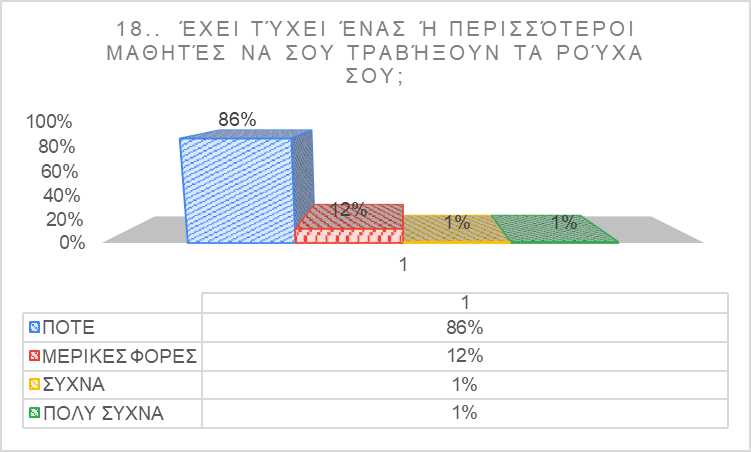 18.. ΈΧΕΙ ΤΎΧΕΙ ΈΝΑΣ Ή ΠΕΡΙΣΣΌΤΕΡΟΙ
ΜΑΘΗΤΈΣ ΝΑ ΣΟΥ ΤΡΑΒΉΞΟΥΝ ΤΑ ΡΟΎΧΑ
ΣΟΥ;
100%
80%
60%
40%
20%
0%
86%
12%
1%
1%
1
1
ΠΟΤΕ 86%
ΜΕΡΙΚΕΣ ΦΟΡΕΣ 12%
ΣΥΧΝΑ 1%
ΠΟΛΥ ΣΥΧΝΑ 1%